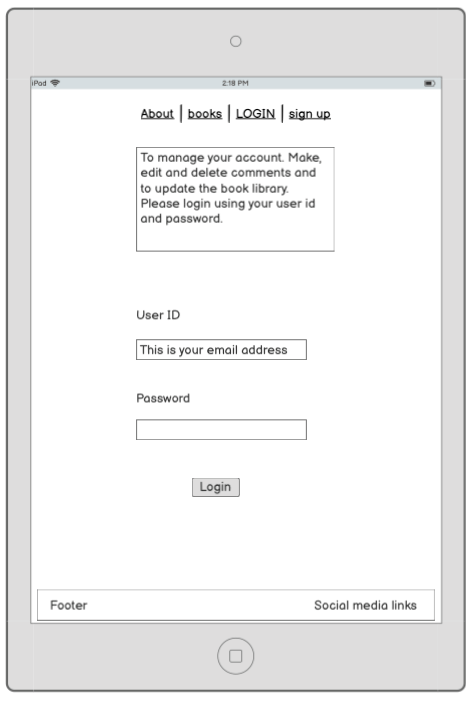 iPad 2:18 PM
About | books | LOGIN | sign up
To manage your account. Make,
edit and delete comments and
to update the book library.
Please login using your user id
and password.
User ID
This is your email address
Password
Login
Footer Social media links